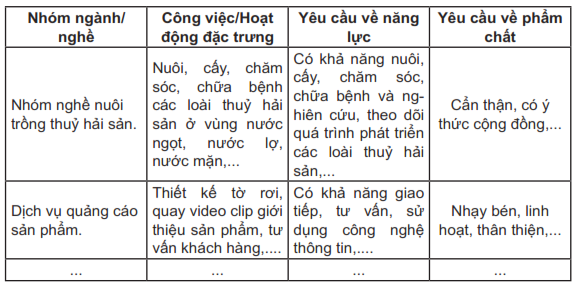 Nhóm ngành/
nghề
Công việc/Hoạt
động đặc trưng
Yêu cầu về năng
lực
Yêu cầu về phẩm
chất
Nhóm nghề nuôi
trồng thuỷ hải sản.
Nuôi, cấy, chăm
sóc, chữa bệnh
các loài thuỷ hải
sản ở vùng nước
ngọt, nước lợ,
nước mặn,...
Có khả năng nuôi,
cấy, chăm sóc,
chữa bệnh và ng-
hiên cứu, theo dõi
quá trình phát triển
các loài thuỷ hải
sản,...
Cẩn thận, có ý
thức cộng đồng,...
Dịch vụ quảng cáo
sản phẩm.
Thiết kế tờ rơi,
quay video clip giới
thiệu sản phẩm, tư
vấn khách hàng,....
Có khả năng giao
tiếp, tư vấn, sử
dụng công nghệ
thông tin,....
Nhạy bén, linh
hoạt, thân thiện,...
...
...
...
...